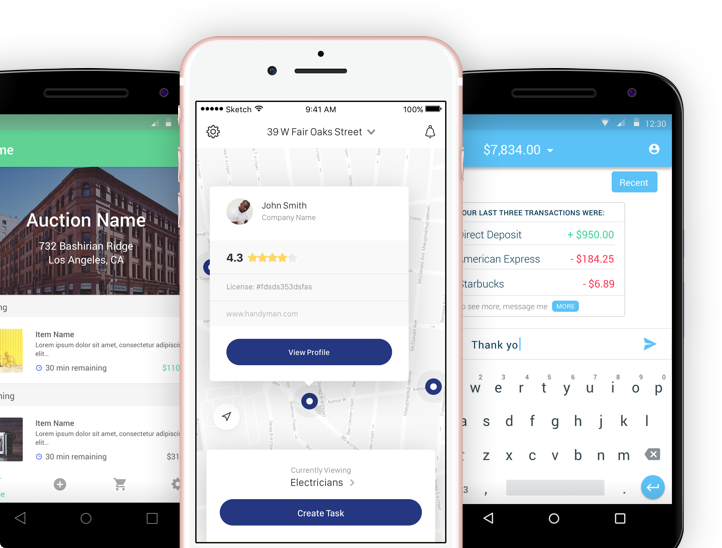 me
Auction Name
732 Bashirian Ridge
Los Angeles, CA
ng
Item Name
Lorem ipsum dolor sit amet, consectetur adipisci
elit...
30 min remaining
$110
ning
Item Name
Lorem ipsum dolor sit amet, consectetur adipisci
elit...
30 min remaining
$31
Sketch
9:41 AM
100%
39 W Fair Oaks Street
John Smith
Company Name
4.3
License: #fdsds353dsfas
www.handyman.com
View Profile
Currently Viewing
Electricians
Create Task
12:30
$7,834.00
Recent
OUR LAST THREE TRANSACTIONS WERE:
irect Deposit + $950.00
merican Express - $184.25
Starbucks - $6.89
o see more, message me MORE
Thank yo
2 3 4 5 6 7 8 9 0
w e r t y u i o p
a s d f g h j k l
z x c v b n m
3 , .